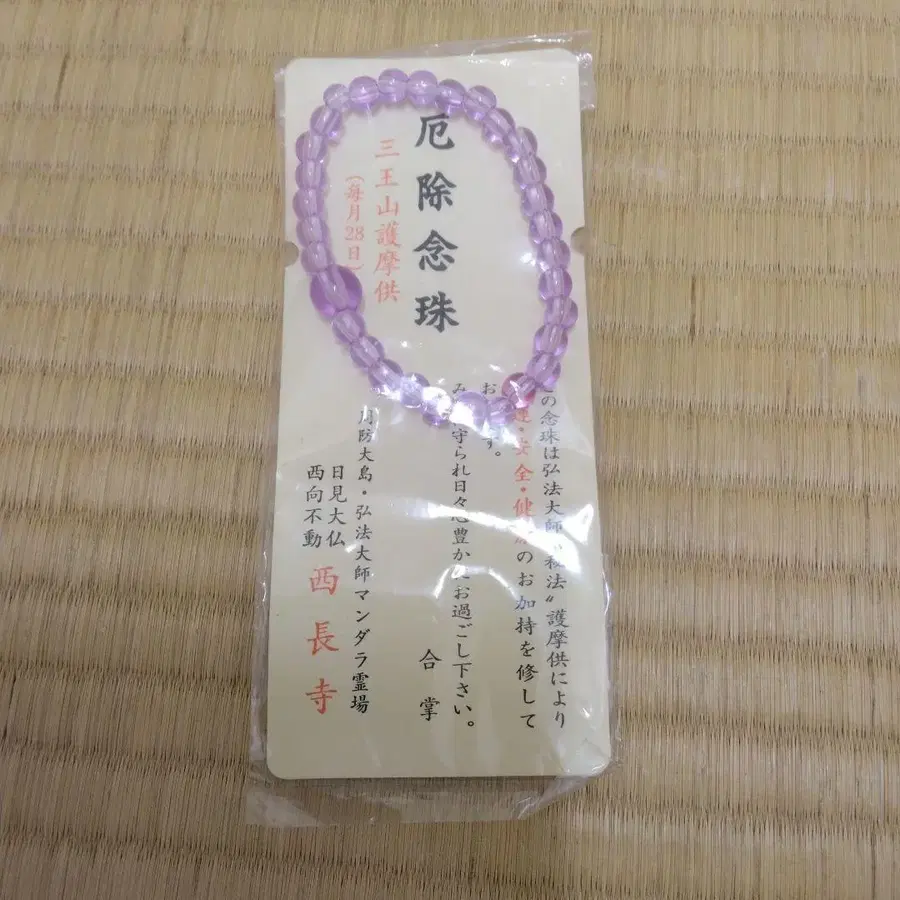 厄除念珠
三王山護摩供
(毎月28日)
の念珠は弘法大師〝秘法〟護摩供により
・安全・健のお加持を修して
お す。
み 守られ日々心豊かにお過ごし下さい。
合掌
周防大島・弘法大師マンダラ霊場
日見大仏
西向不動
西長寺